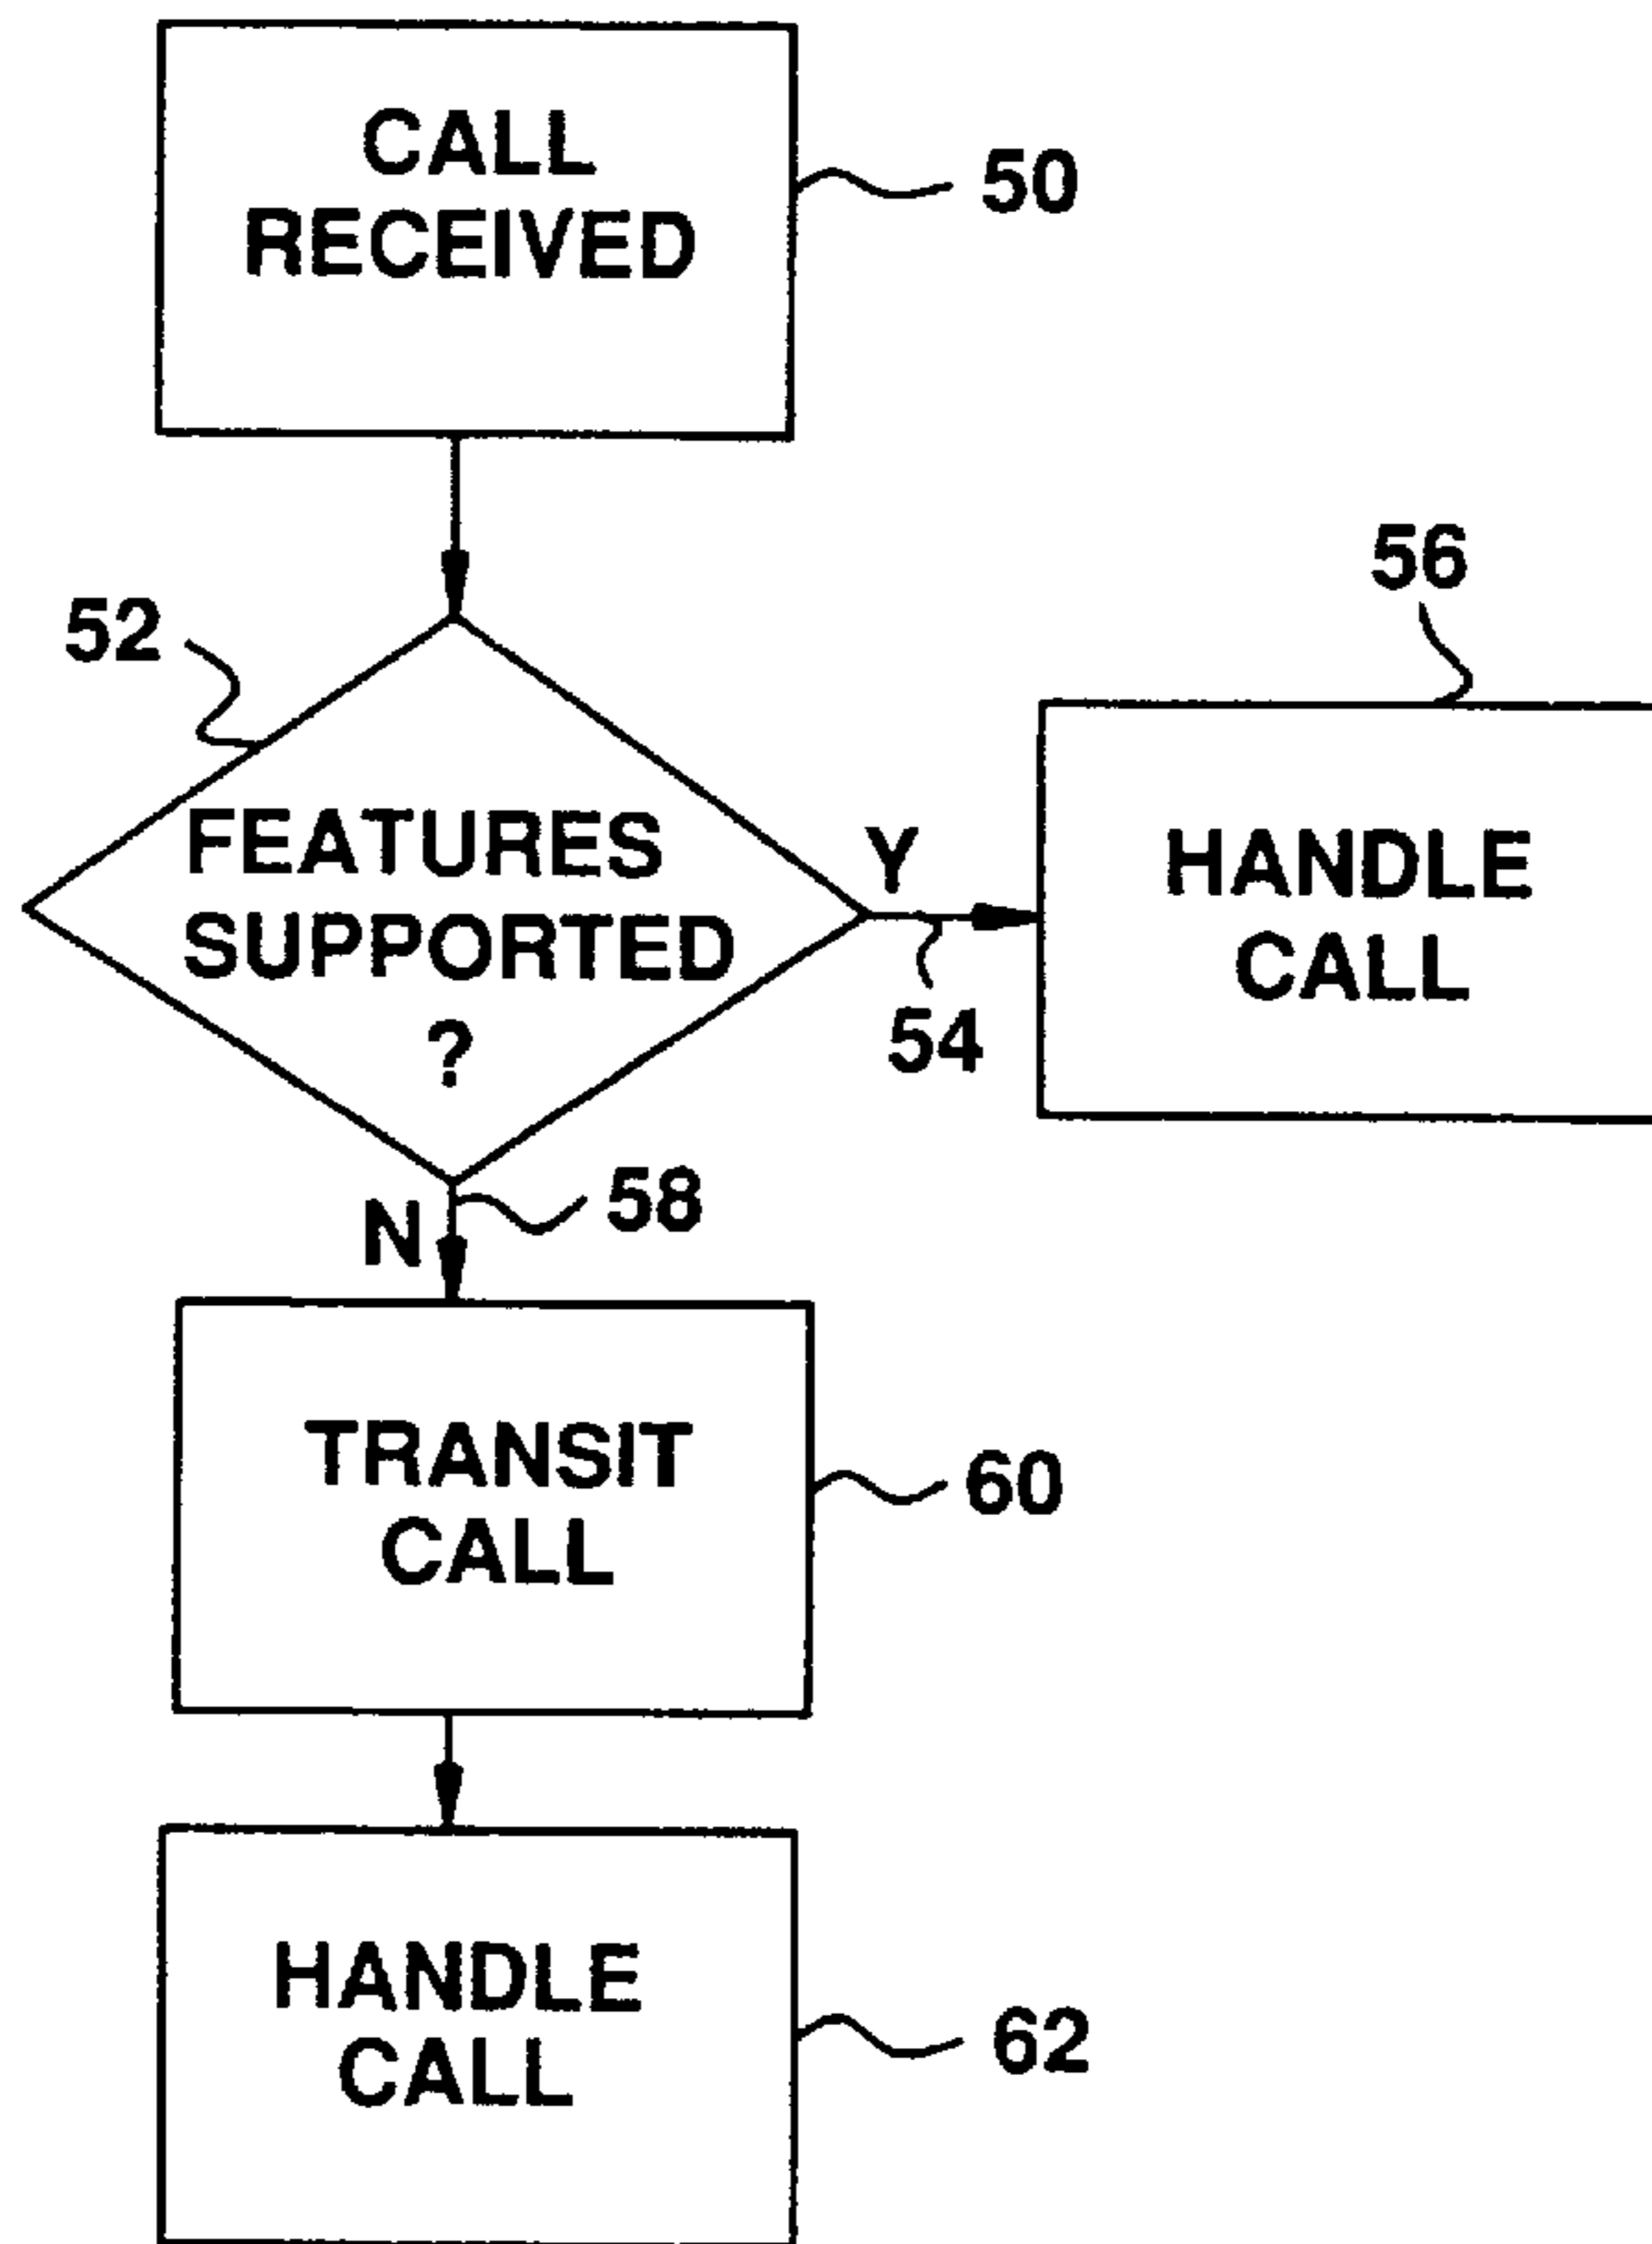 CALL
RECEIVED
50
52
56
FEATURES
SUPPORTED
?
Y
54
HANDLE
CALL
N
58
TRANSIT
CALL
60
HANDLE
CALL
62